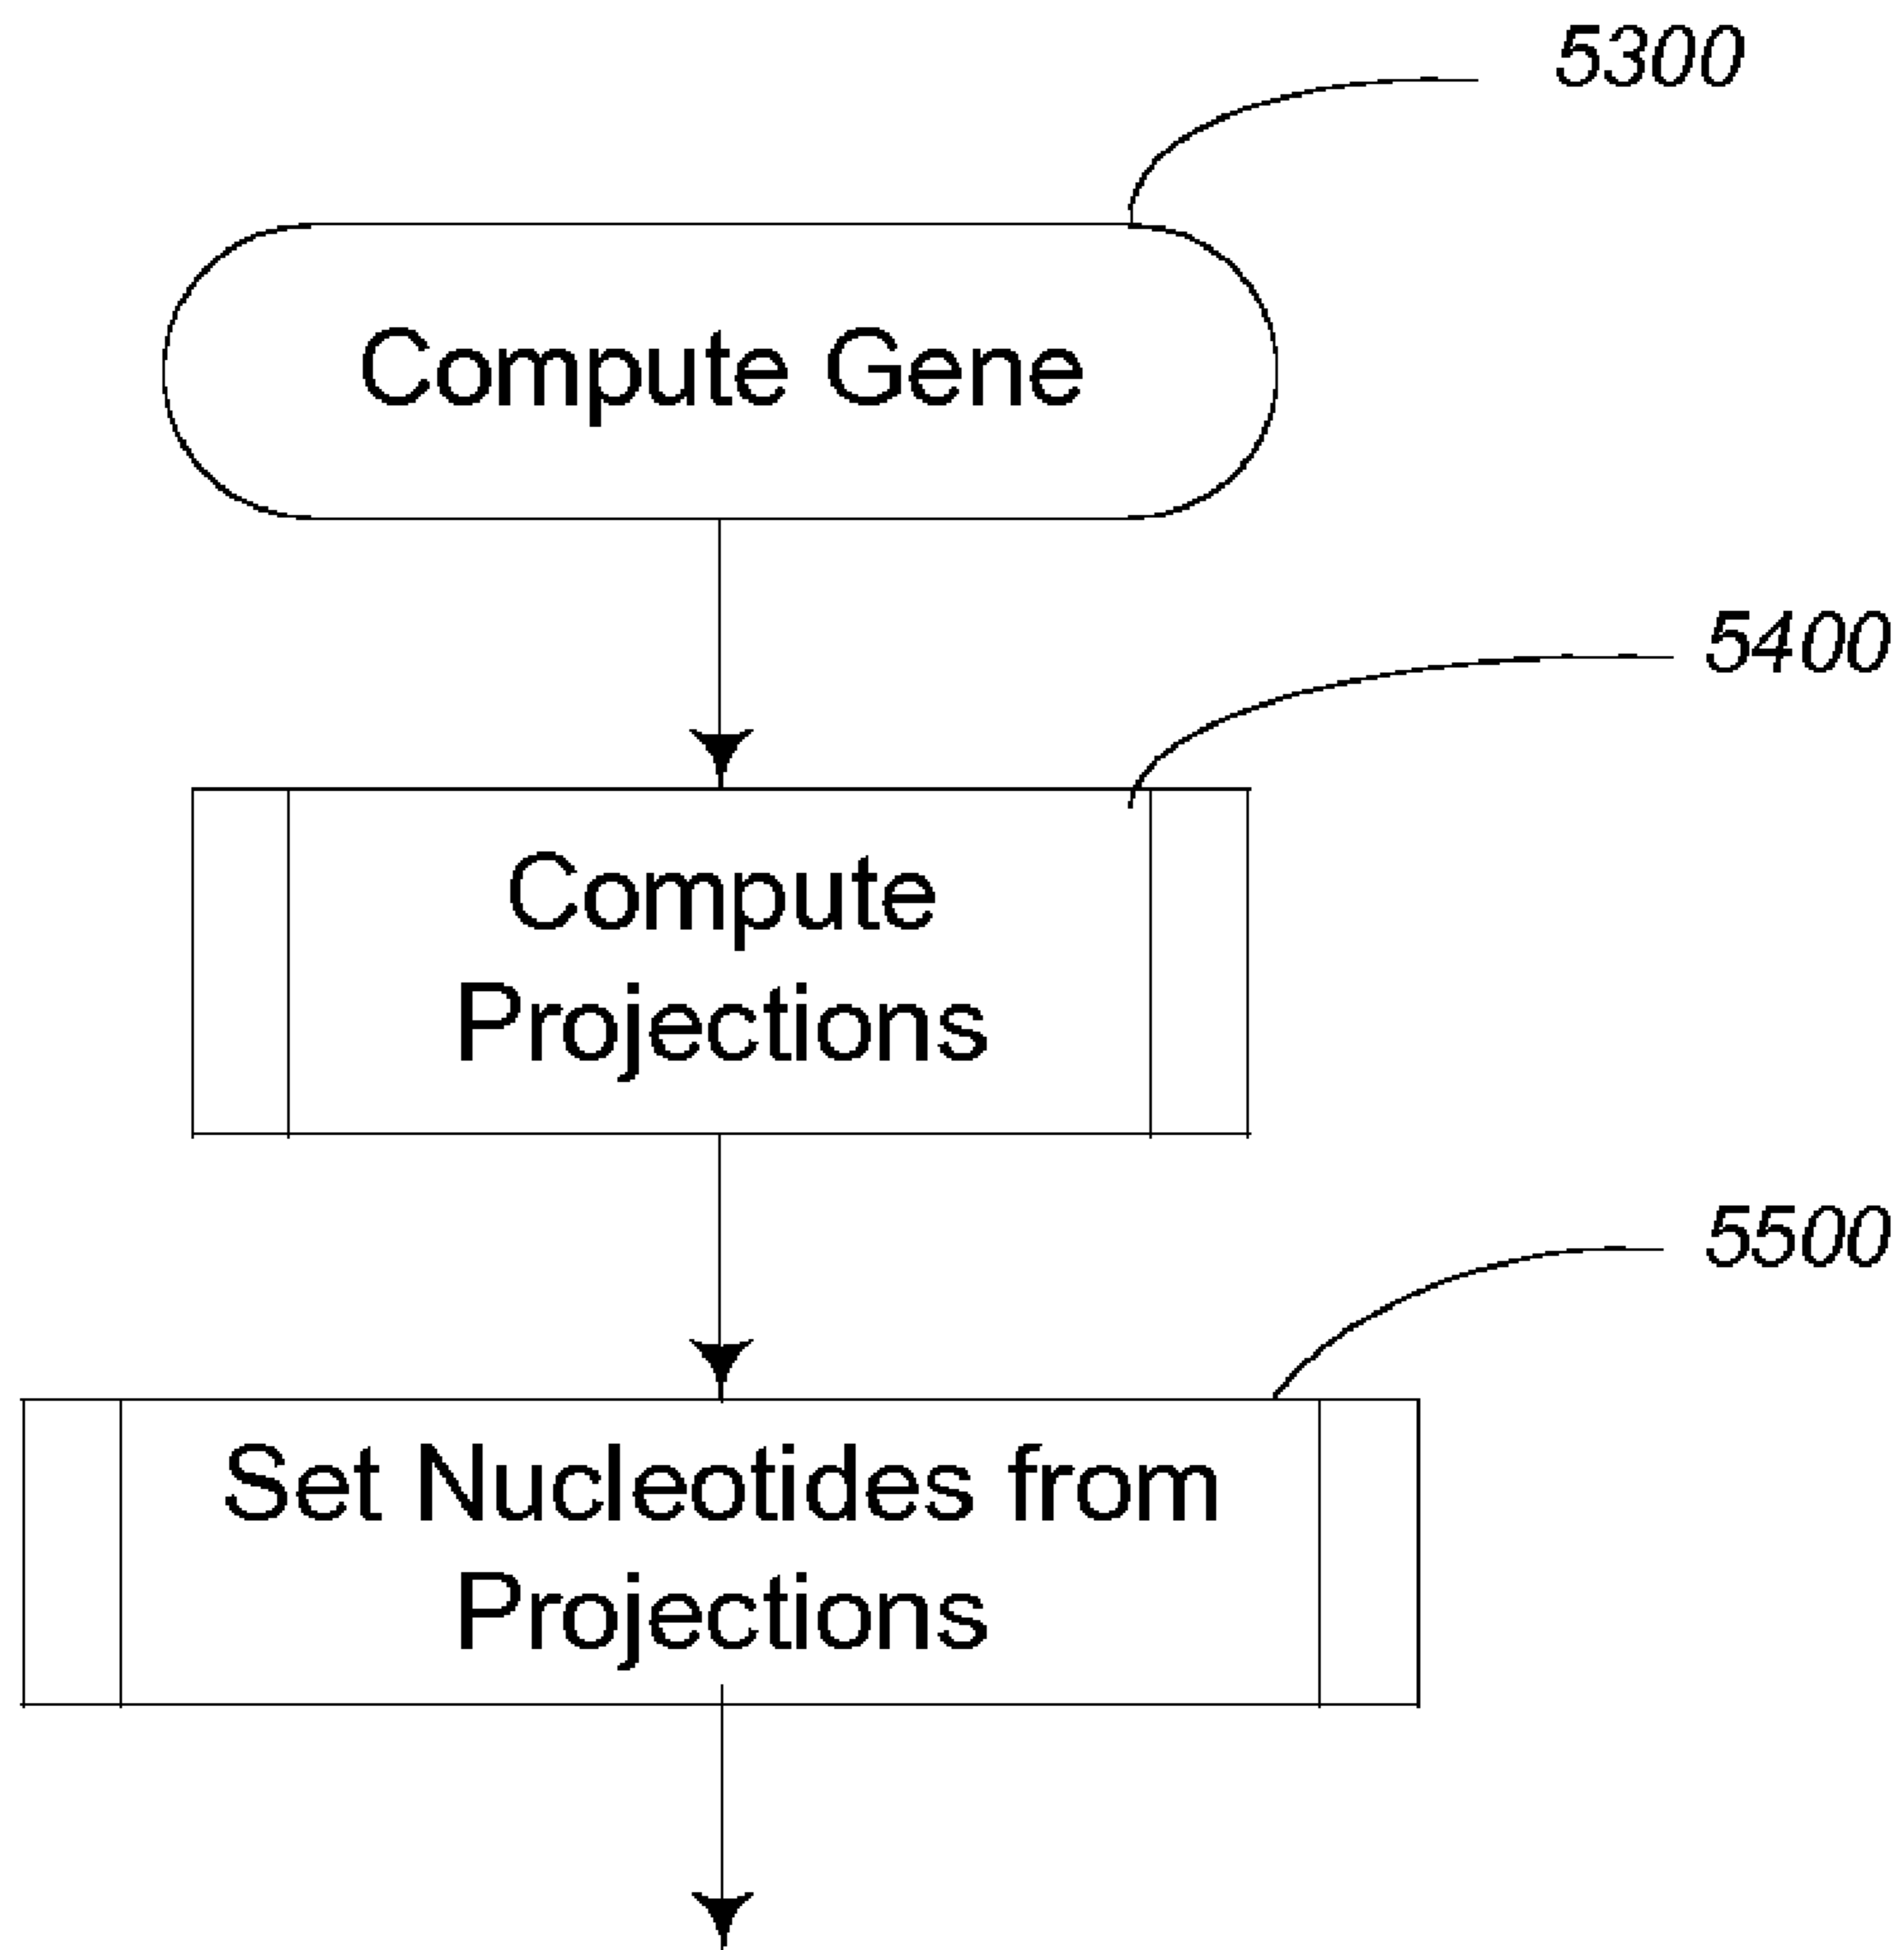 5300
Compute Gene
5400
Compute
Projections
5500
Set Nucleotides from
Projections